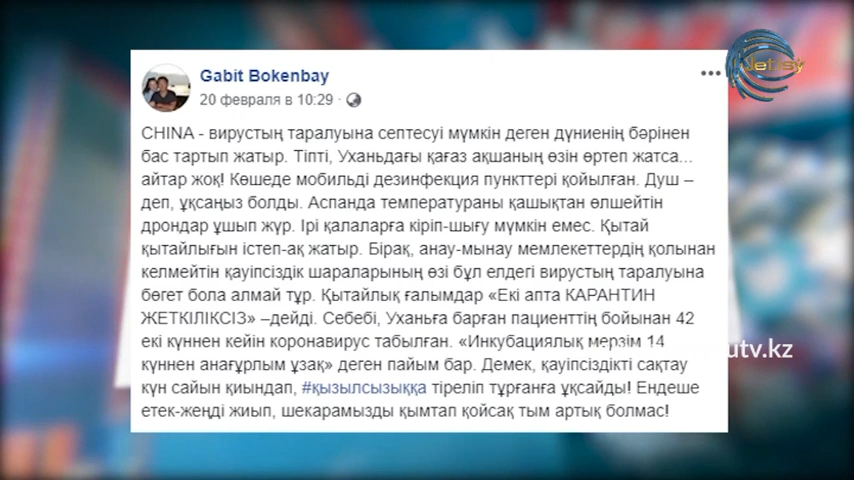 Gabit Bokenbay
20 февраля в 10:29 ·
CHINA - вирустың таралуына септесуі мүмкін деген дүниенің бәрінен
бас тартып жатыр. Тіпті, Уханьдағы қағаз ақшаның өзін өртеп жатса...
айтар жоқ! Көшеде мобильді дезинфекция пункттері қойылған. Душ –
деп, ұқсаңыз болды. Аспанда температураны қашықтан өлшейтін
дрондар ұшып жүр. Ірі қалаларға кіріп-шығу мүмкін емес. Қытай
қытайлығын істеп-ақ жатыр. Бірақ, анау-мынау мемлекеттердің қолынан
келмейтін қауіпсіздік шараларының өзі бұл елдегі вирустың таралуына
бөгет бола алмай тұр. Қытайлық ғалымдар «Екі апта КАРАНТИН
ЖЕТКІЛІКСІЗ» –дейді. Себебі, Уханьға барған пациенттің бойынан 42
екі күннен кейін коронавирус табылған. «Инкубациялық мерзім 14
күннен анағұрлым ұзақ» деген пайым бар. Демек, қауіпсіздікті сақтау
күн сайын қиындап, #қызылсызыққа тіреліп тұрғанға ұқсайды! Ендеше
етек-жеңді жиып, шекарамызды қымтап қойсақ тым артық болмас!
utv.kz